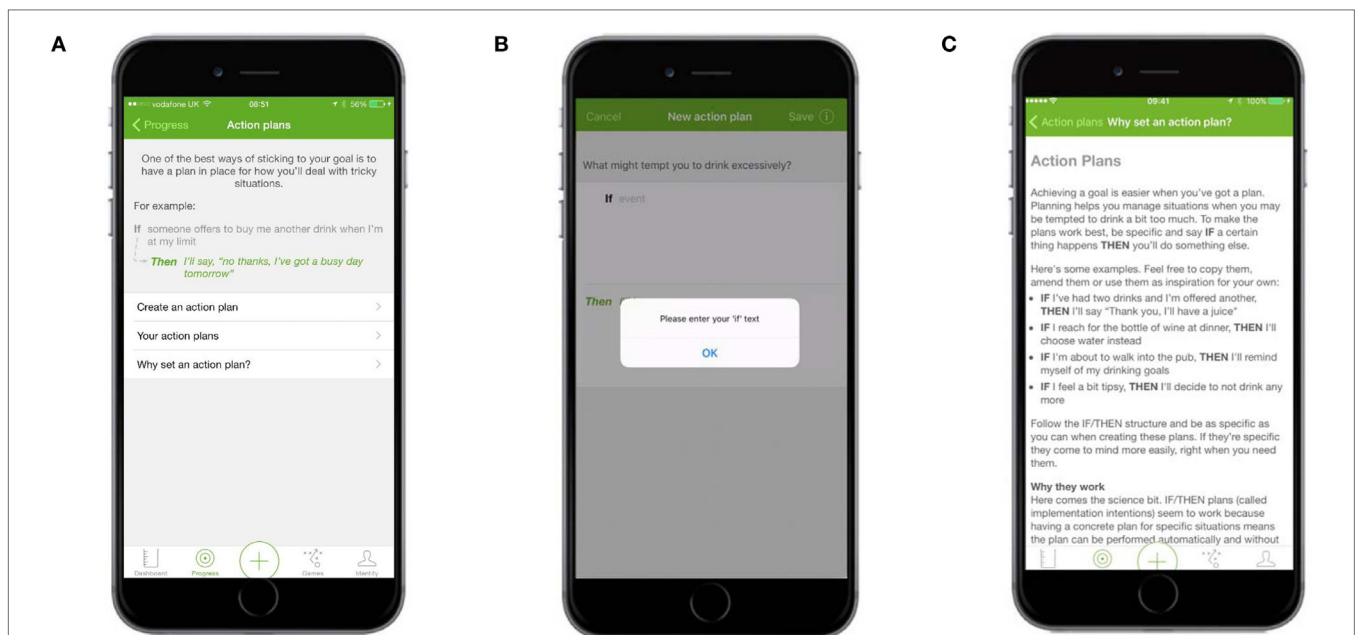 A
vodafone UK 08:51 56%
Progress Action plans
One of the best ways of sticking to your goal is to
have a plan in place for how you'll deal with tricky
situations.
For example:
If someone offers to buy me another drink when I'm
at my limit
Then I'll say, "no thanks, I've got a busy day
tomorrow"
Create an action plan
Your action plans
Why set an action plan?
Dashboard Progress Games Identity
B
Cancel New action plan Save
What might tempt you to drink excessively?
If event
Then
Please enter your 'if' text
OK
C
09:41 100%
Action plans Why set an action plan?
Action Plans
Achieving a goal is easier when you've got a plan.
Planning helps you manage situations when you may
be tempted to drink a bit too much. To make the
plans work best, be specific and say IF a certain
thing happens THEN you'll do something else.
Here's some examples. Feel free to copy them,
amend them or use them as inspiration for your own:
• IF I've had two drinks and I'm offered another,
THEN I'll say "Thank you, I'll have a juice"
• IF I reach for the bottle of wine at dinner, THEN I'll
choose water instead
• IF I'm about to walk into the pub, THEN I'll remind
myself of my drinking goals
• IF I feel a bit tipsy, THEN I'll decide to not drink any
more
Follow the IF/THEN structure and be as specific as
you can when creating these plans. If they're specific
they come to mind more easily, right when you need
them.
Why they work
Here comes the science bit. IF/THEN plans (called
implementation intentions) seem to work because
having a concrete plan for specific situations means
the plan can be performed automatically and without